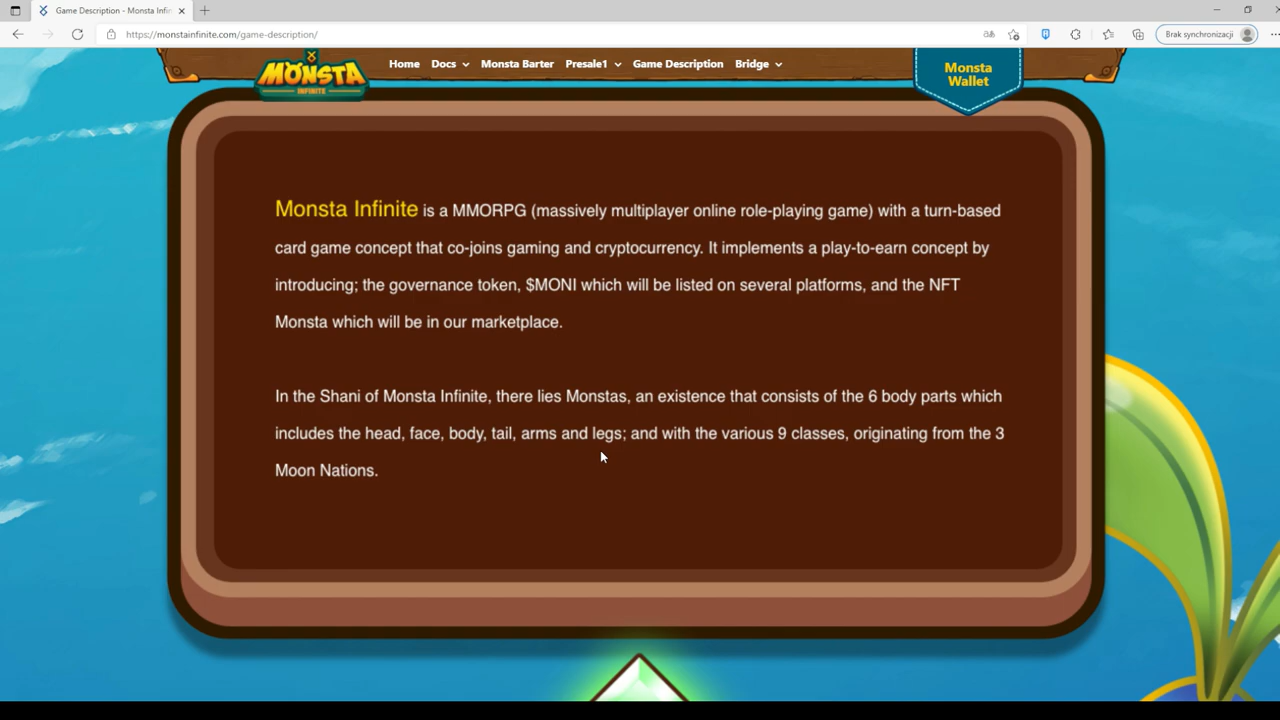 Game Description - Monsta Infin
https://monstainfinite.com/game-description/
Brak synchronizacji
MONSTA
INFINITE
Home Docs Monsta Barter Presale1 Game Description Bridge
Monsta
Wallet
Monsta Infinite is a MMORPG (massively multiplayer online role-playing game) with a turn-based
card game concept that co-joins gaming and cryptocurrency. It implements a play-to-earn concept by
introducing; the governance token, $MONI which will be listed on several platforms, and the NFT
Monsta which will be in our marketplace.
In the Shani of Monsta Infinite, there lies Monstas, an existence that consists of the 6 body parts which
includes the head, face, body, tail, arms and legs; and with the various 9 classes, originating from the 3
Moon Nations.